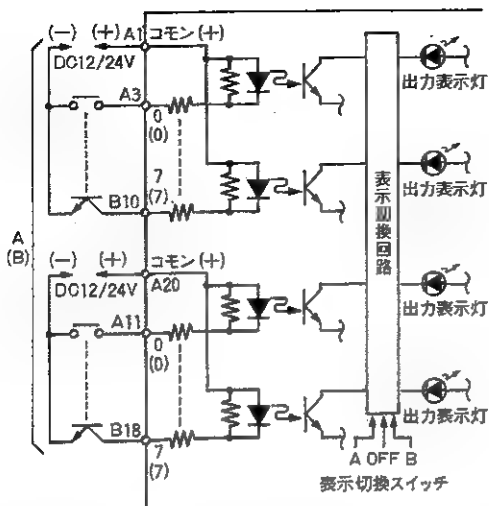 (−) (+) A1 コモン(+)
DC12/24V
出力表示灯
A3
0
(0)
7
(7)
B10
出力表示灯
表示切換回路
A
(B)
(−) (+) コモン(+)
DC12/24V A20
出力表示灯
A11
0
(0)
B18
7
(7)
出力表示灯
A OFF B
表示切換スイッチ